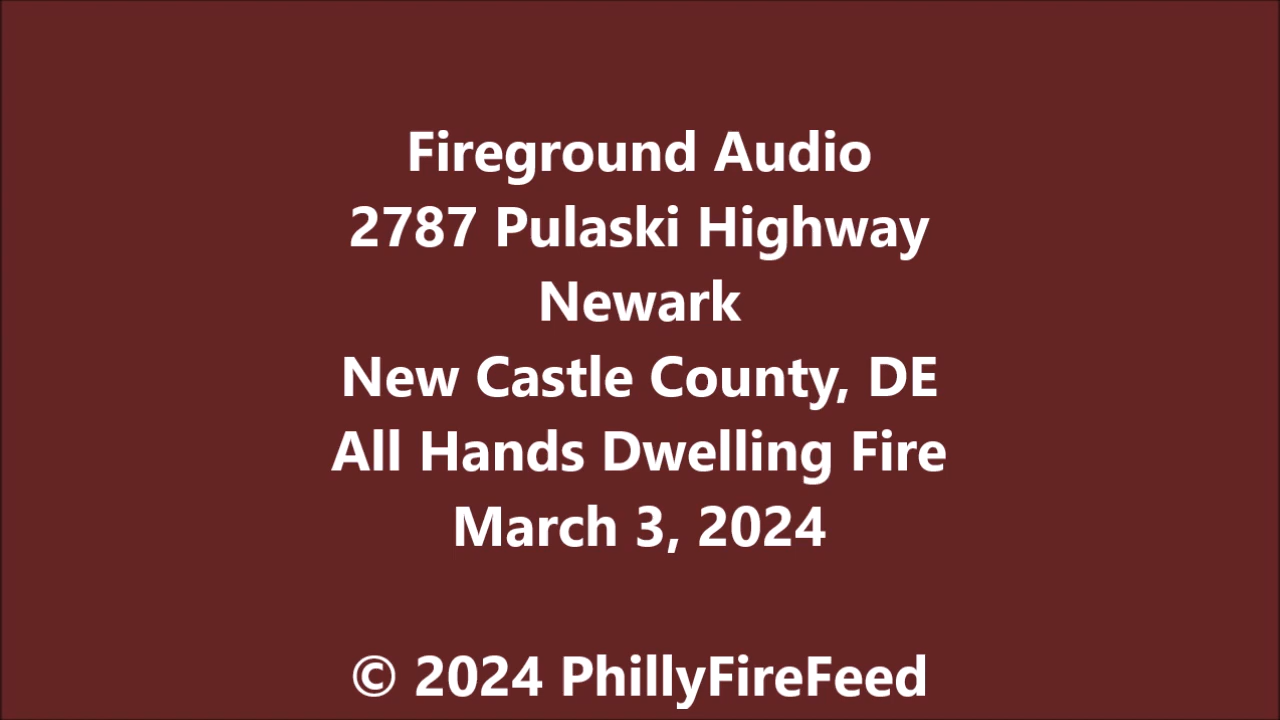 Fireground Audio
2787 Pulaski Highway
Newark
New Castle County, DE
All Hands Dwelling Fire
March 3, 2024
© 2024 PhillyFireFeed